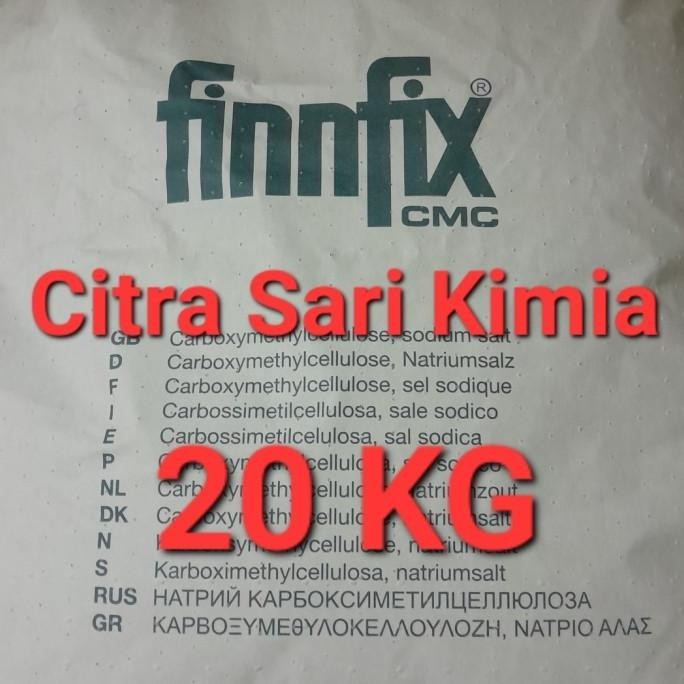 finnfix®
CMC
Citra Sari Kimia
GB Carboxymethylcellulose, sodium salt
D Carboxymethylcellulose, Natriumsalz
F Carboxymethylcellulose, sel sodique
I Carbossimetilcellulosa, sale sodico
E Carbossimetilcelulosa, sal sodica
P
20 KG
NL
DK
N
S Karboximethylcellulosa, natriumsalt
RUS НАТРИЙ КАРБОКСИМЕТИЛЦЕЛЛЮЛОЗА
GR ΚΑΡΒΟΞΥΜΕΘΥΛΟΚΕΛΛΟΥΛΟΖΗ, ΝΑΤΡΙΟ ΑΛΑΣ